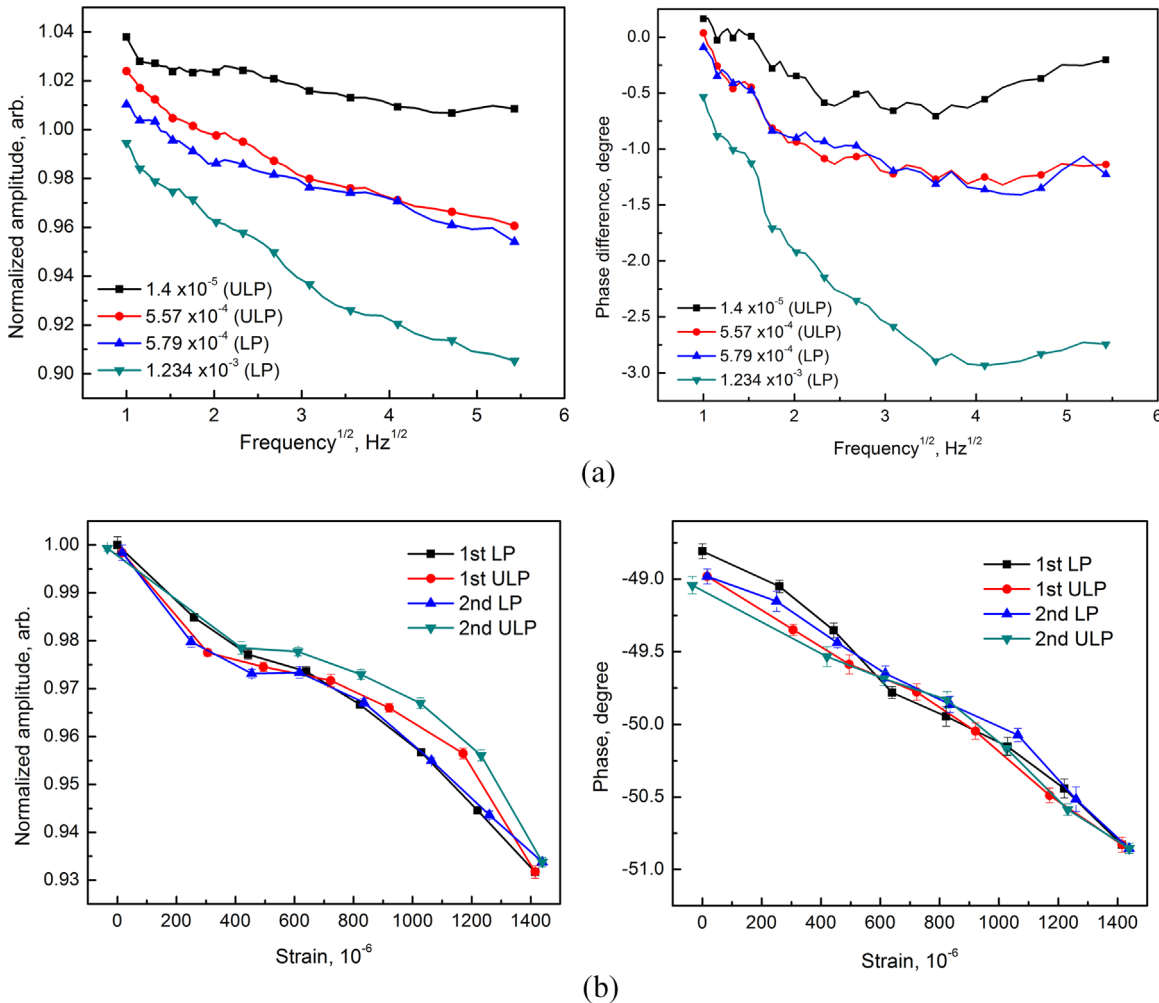 1.04
1.02
1.00
0.98
0.96
0.94
0.92
0.90
Normalized amplitude, arb.
1.4 x10⁻⁵ (ULP)
5.57 x10⁻⁴ (ULP)
5.79 x10⁻⁴ (LP)
1.234 x10⁻³ (LP)
1 2 3 4 5 6
Frequency¹ᐟ², Hz¹ᐟ²
0.0
-0.5
-1.0
-1.5
-2.0
-2.5
-3.0
Phase difference, degree
1.4 x10⁻⁵ (ULP)
5.57 x10⁻⁴ (ULP)
5.79 x10⁻⁴ (LP)
1.234 x10⁻³ (LP)
1 2 3 4 5 6
Frequency¹ᐟ², Hz¹ᐟ²
(a)
1.00
0.99
0.98
0.97
0.96
0.95
0.94
0.93
Normalized amplitude, arb.
1st LP
1st ULP
2nd LP
2nd ULP
0 200 400 600 800 1000 1200 1400
Strain, 10⁻⁶
-49.0
-49.5
-50.0
-50.5
-51.0
Phase, degree
1st LP
1st ULP
2nd LP
2nd ULP
0 200 400 600 800 1000 1200 1400
Strain, 10⁻⁶
(b)